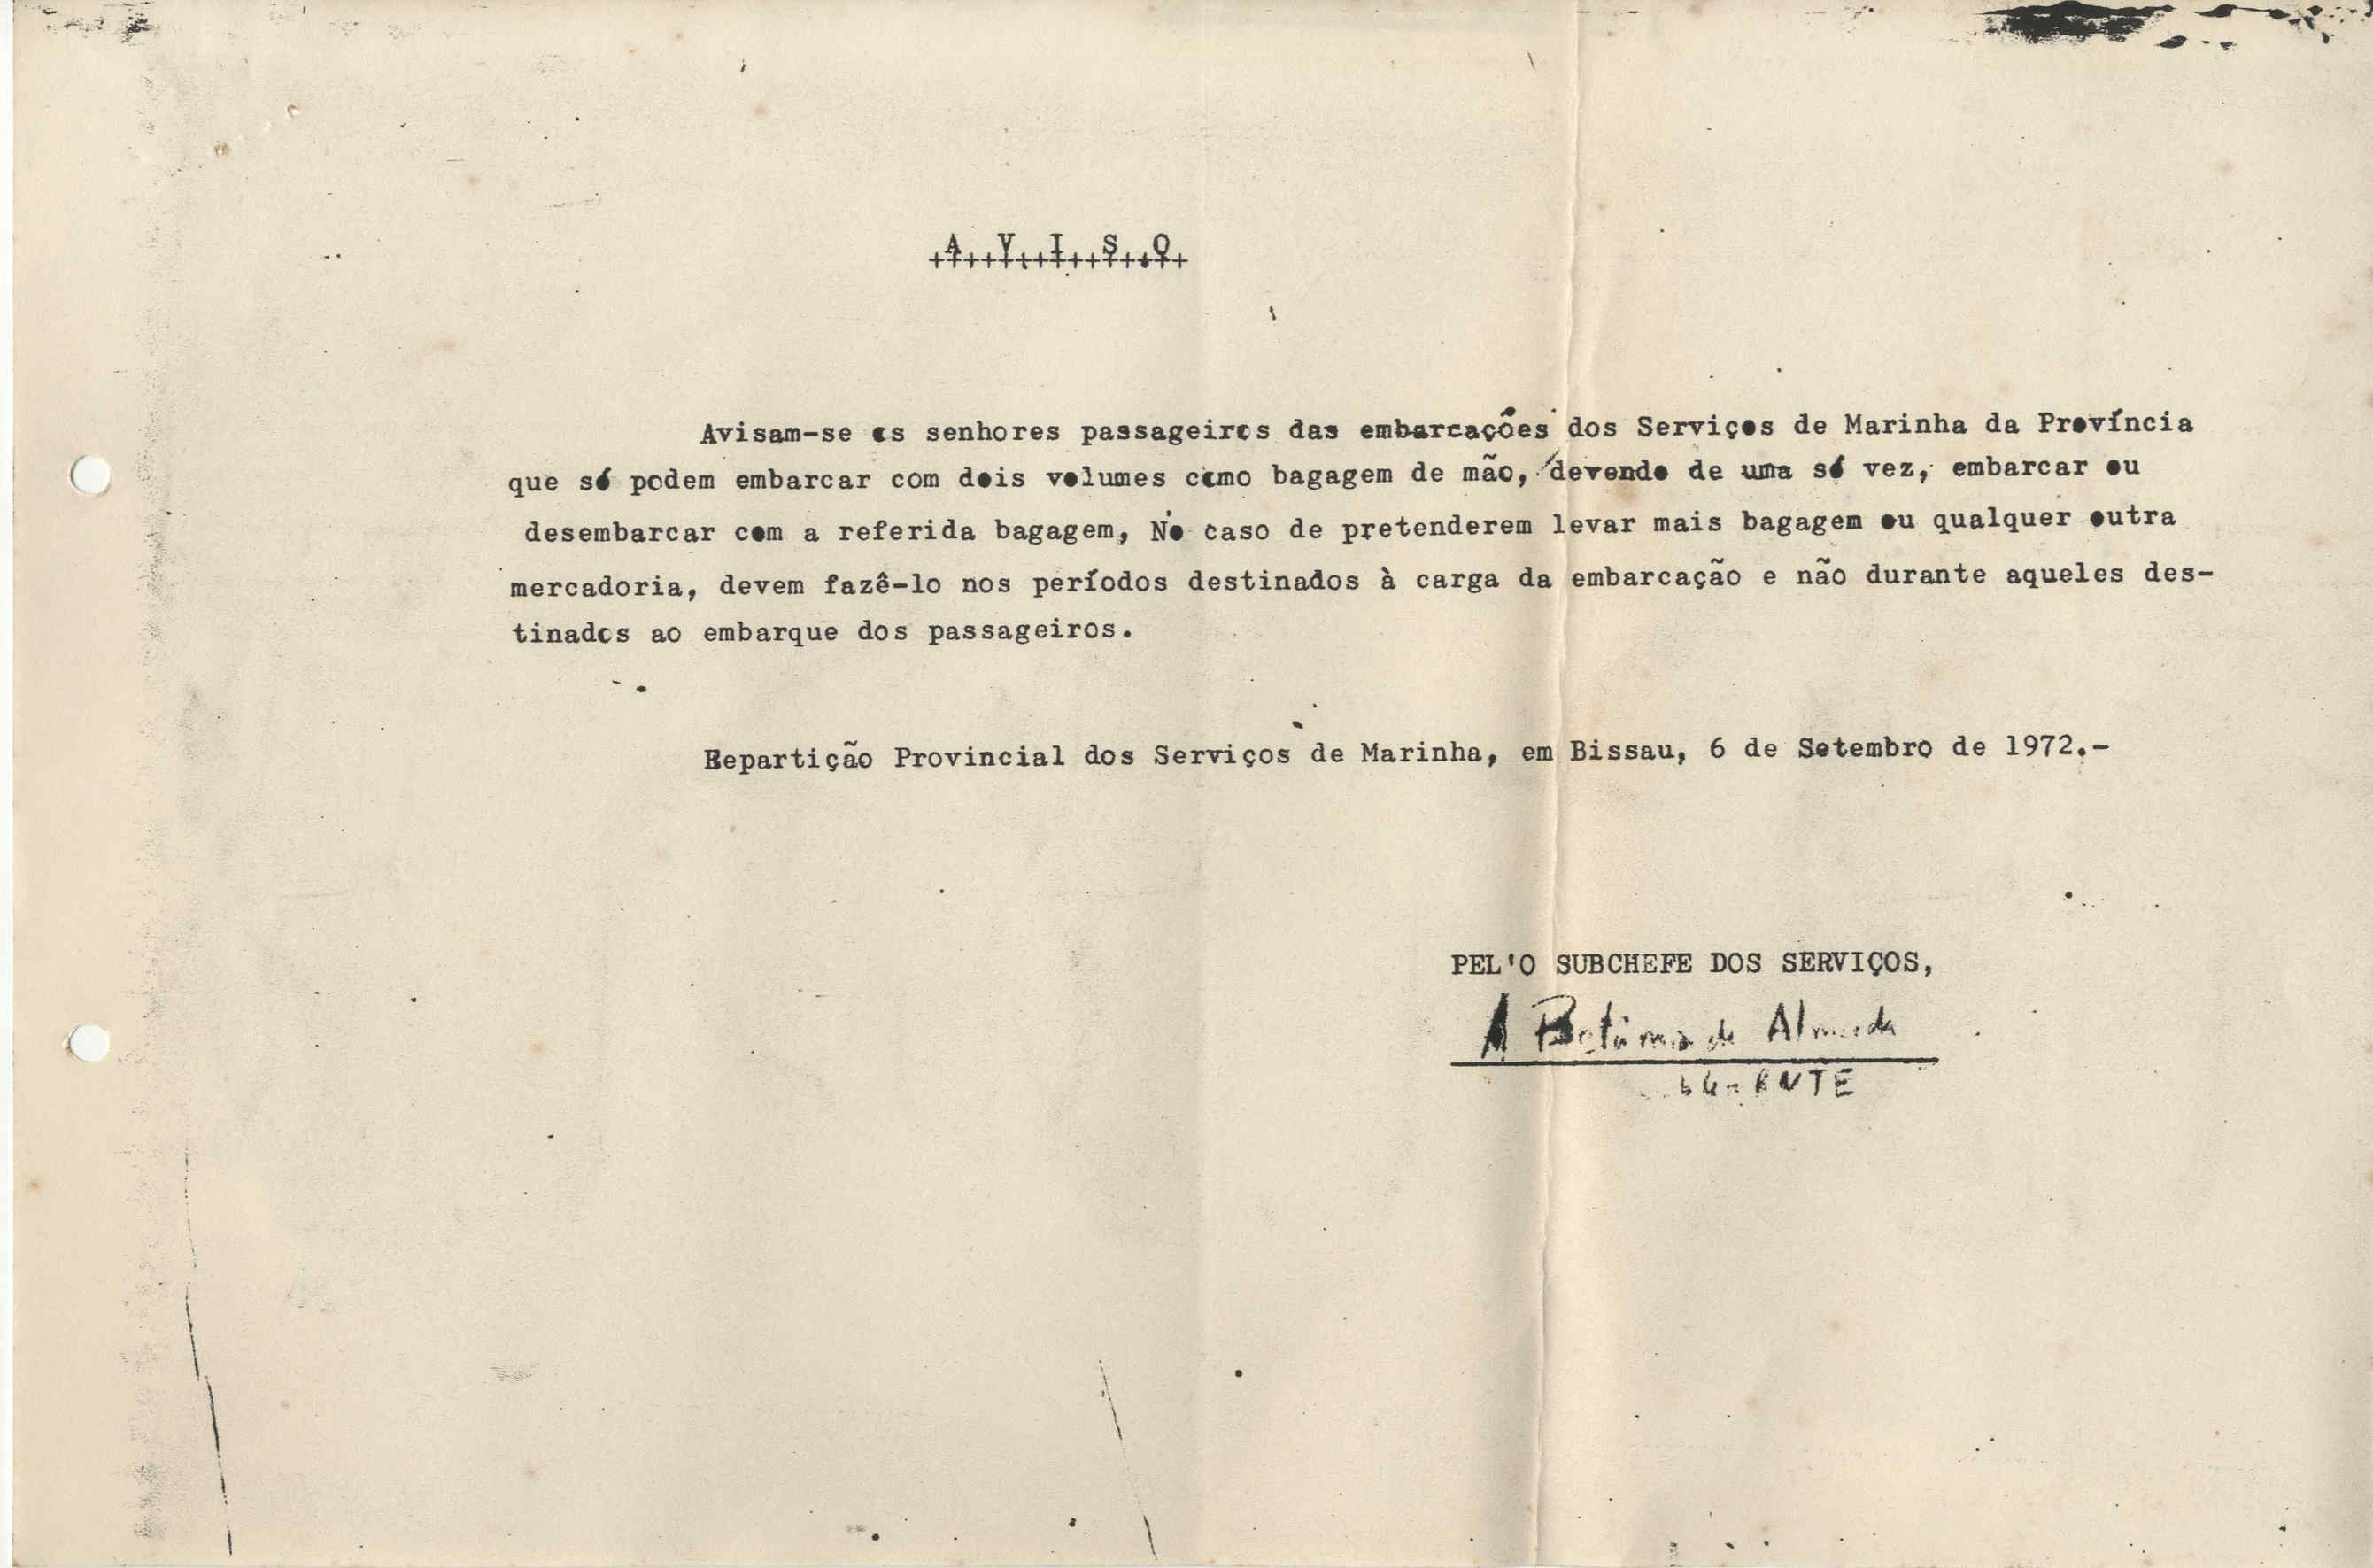 A V I S O
++++++++++++++.+++
Avisam-se os senhores passageiros das embarcações dos Serviços de Marinha da Província
que só podem embarcar com dois volumes como bagagem de mão, devendo de uma só vez, embarcar ou
desembarcar com a referida bagagem, No caso de pretenderem levar mais bagagem ou qualquer outra
mercadoria, devem fazê-lo nos períodos destinados à carga da embarcação e não durante aqueles des-
tinados ao embarque dos passageiros.
Repartição Provincial dos Serviços de Marinha, em Bissau, 6 de Setembro de 1972.-
PEL'O SUBCHEFE DOS SERVIÇOS,
de Almeida